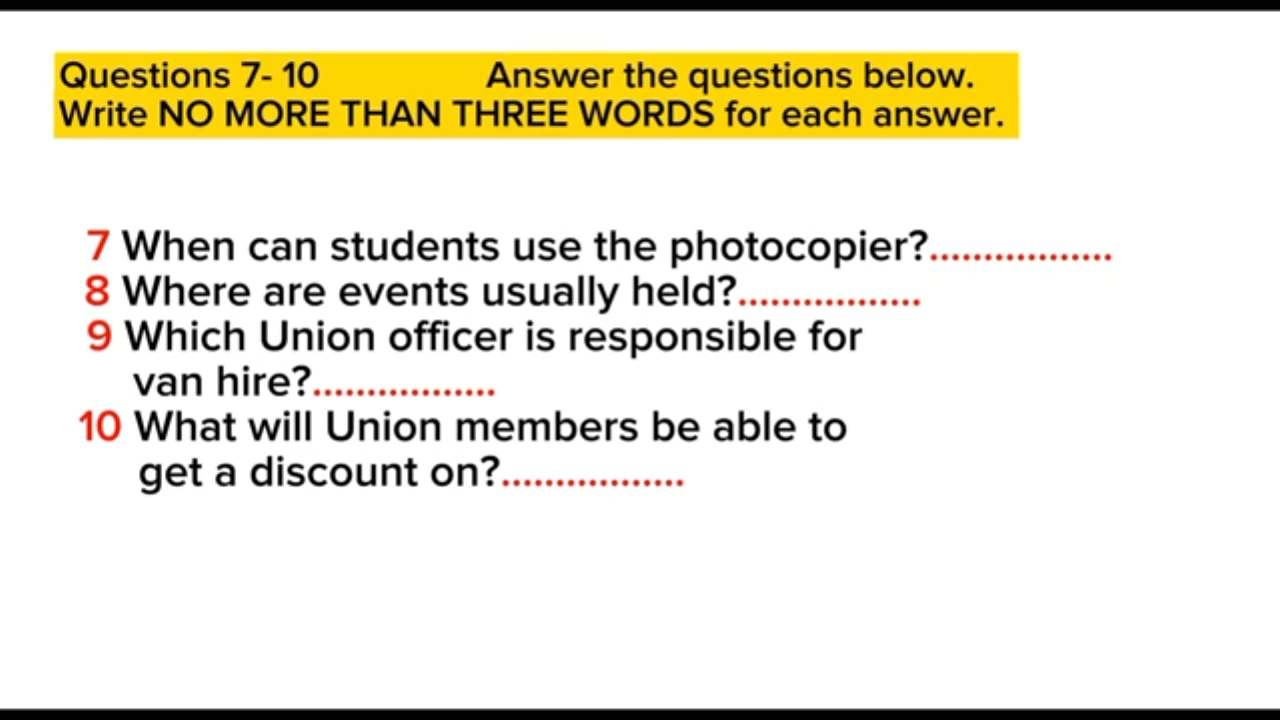 Questions 7- 10 Answer the questions below.
Write NO MORE THAN THREE WORDS for each answer.
7 When can students use the photocopier?.................
8 Where are events usually held?.................
9 Which Union officer is responsible for
van hire?.................
10 What will Union members be able to
get a discount on?.................